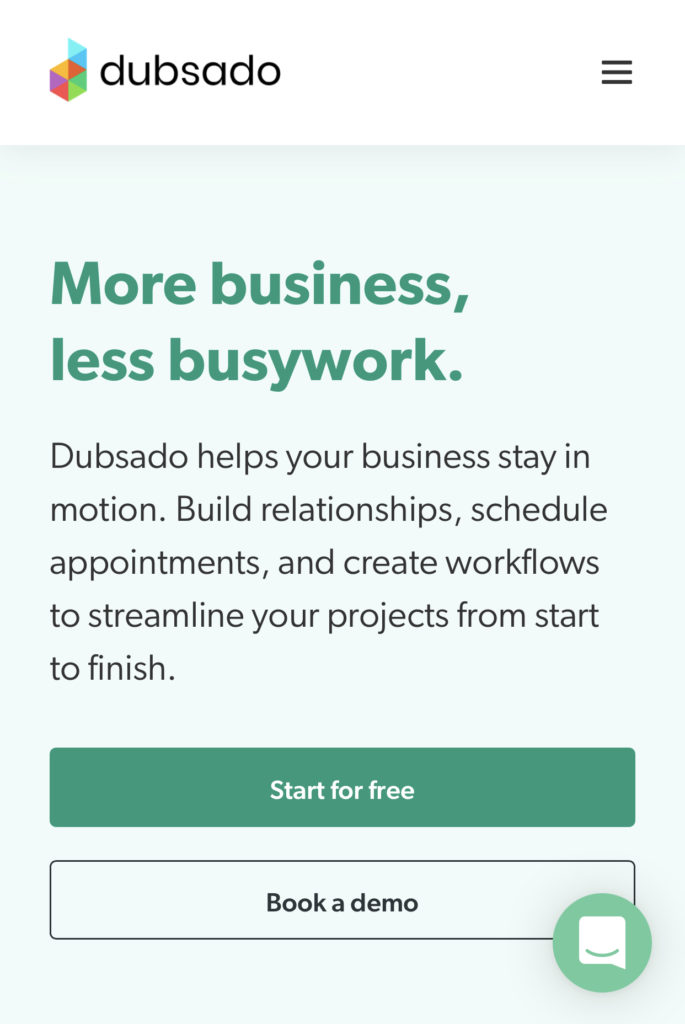 dubsado
More business,
less busywork.
Dubsado helps your business stay in
motion. Build relationships, schedule
appointments, and create workflows
to streamline your projects from start
to finish.
Start for free
Book a demo